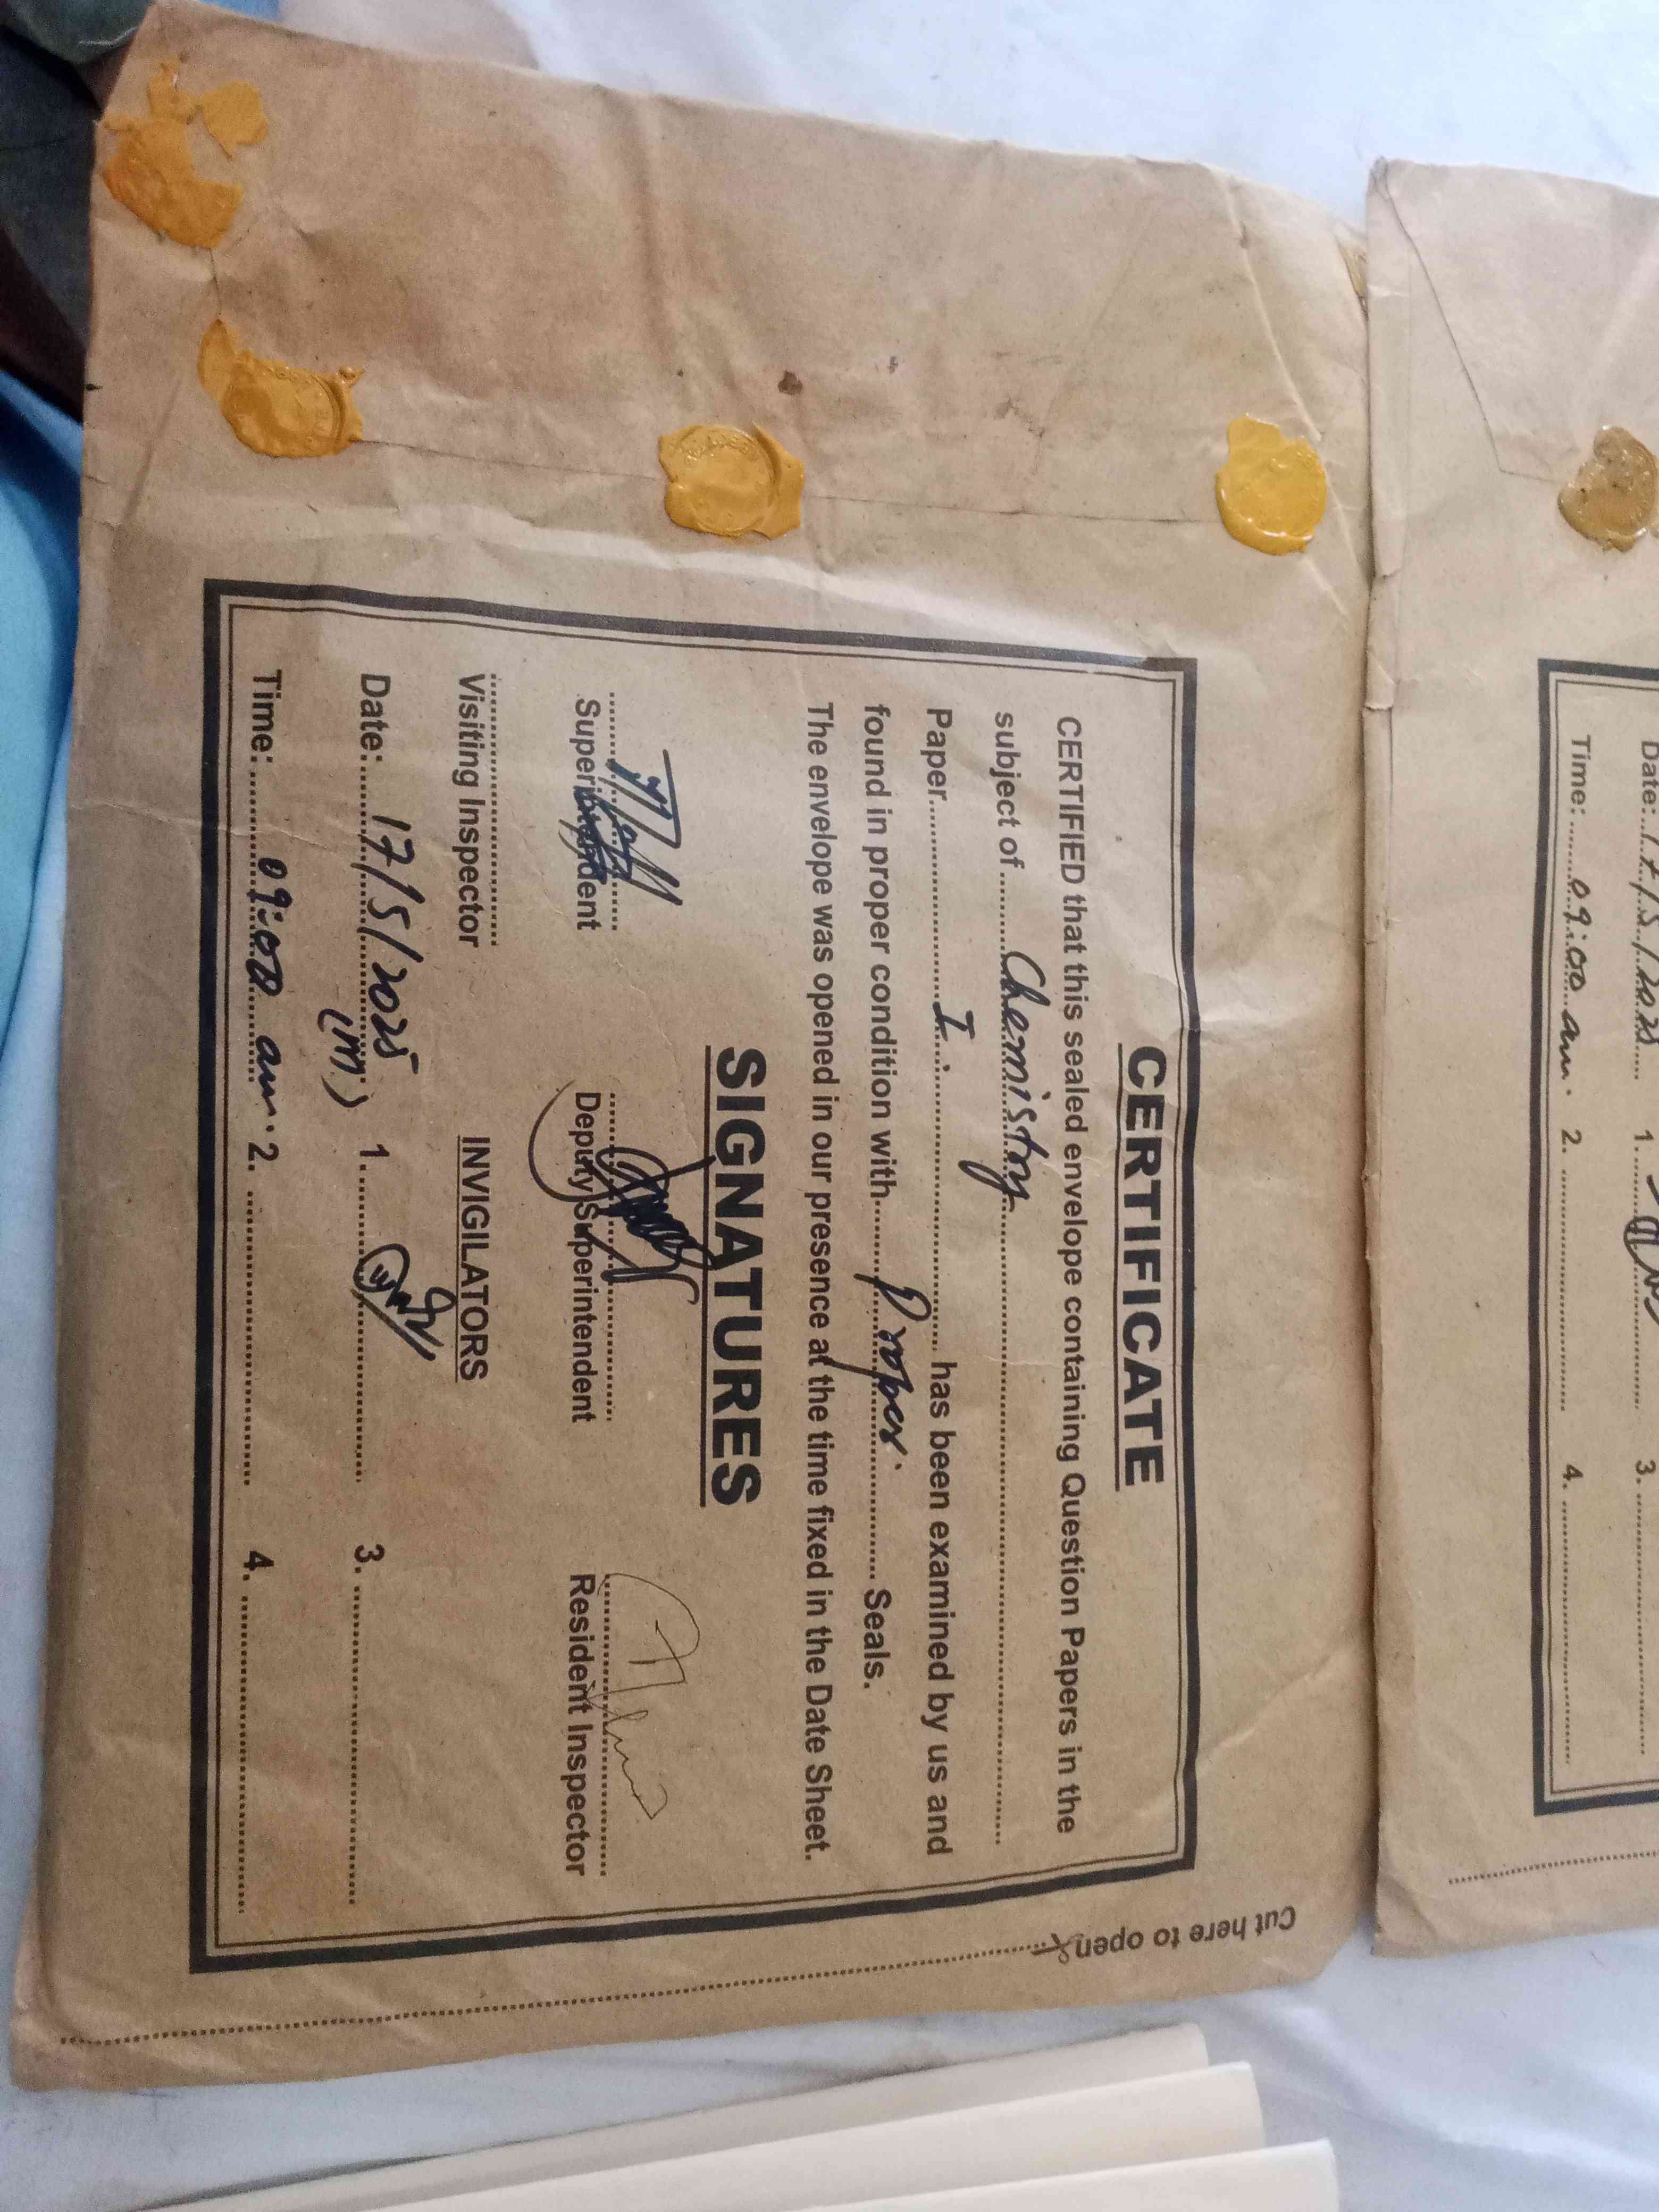 CERTIFICATE
CERTIFIED that this sealed envelope containing Question Papers in the
subject of ........Chemistry........
Paper........I........ has been examined by us and
found in proper condition with........Proper........ Seals.
The envelope was opened in our presence at the time fixed in the Date Sheet.
SIGNATURES
Superintendent Deputy Superintendent Resident Inspector
Visiting Inspector INVIGILATORS
Date: 17/5/2025 1. 3.
(M)
Time: 09:00 am. 2. 4.
Cut here to open
Date: 17/5/2025 1. 3.
Time: 09:00 am. 2. 4.